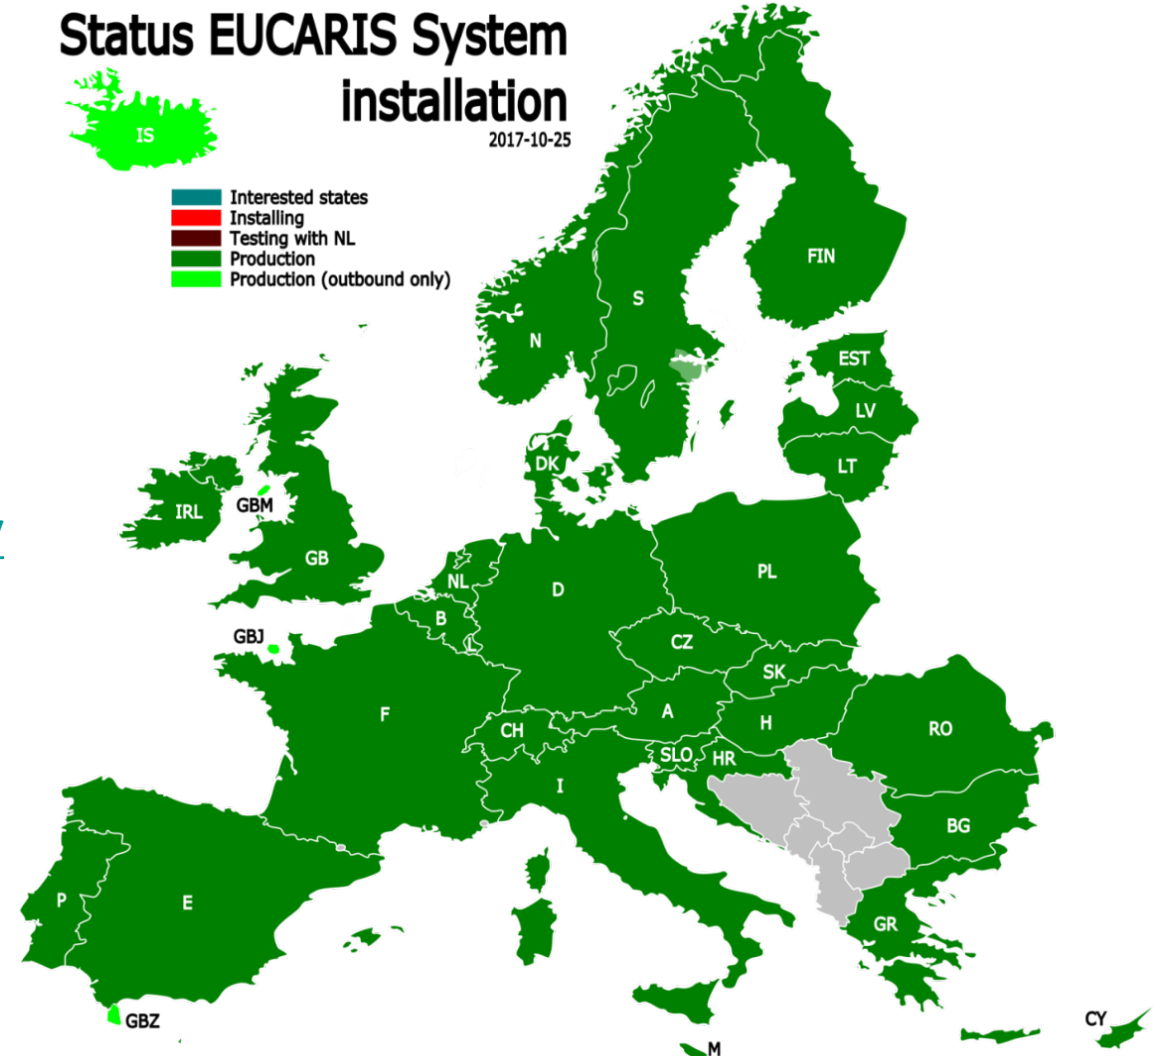 Status EUCARIS System
installation
2017-10-25
IS
Interested states
Installing
Testing with NL
Production
Production (outbound only)
FIN
S
N
EST
LV
LT
DK
IRL
GBM
GB
NL
D
PL
B
L
GBJ
CZ
SK
F
A
H
CH
RO
SLO
HR
I
BG
P
E
GR
GBZ
CY
M